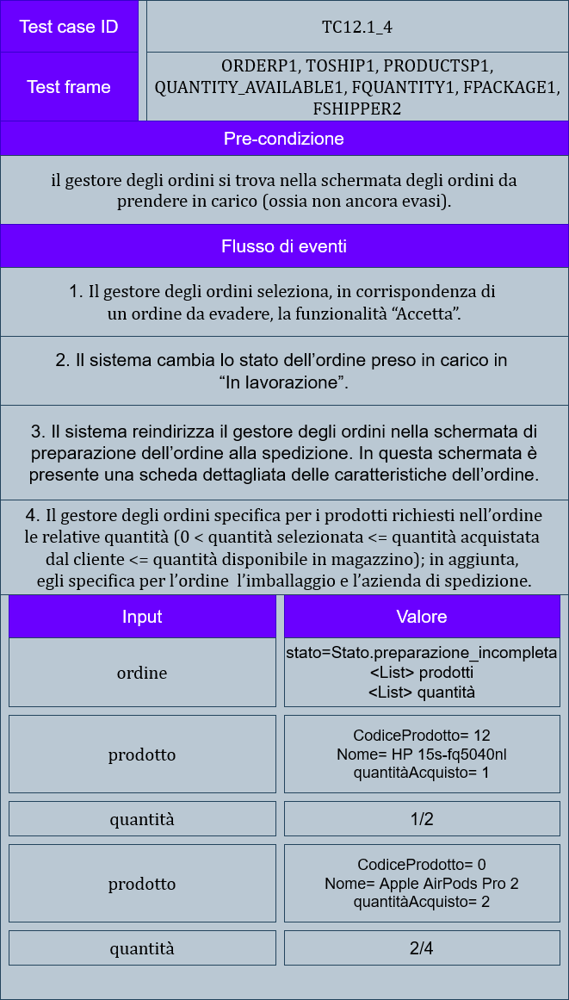 Test case ID
TC12.1_4
Test frame
ORDERP1, TOSHIP1, PRODUCTSP1,
QUANTITY_AVAILABLE1, FQUANTITY1, FPACKAGE1,
FSHIPPER2
Pre-condizione
il gestore degli ordini si trova nella schermata degli ordini da
prendere in carico (ossia non ancora evasi).
Flusso di eventi
1. Il gestore degli ordini seleziona, in corrispondenza di
un ordine da evadere, la funzionalità “Accetta”.
2. Il sistema cambia lo stato dell’ordine preso in carico in
“In lavorazione”.
3. Il sistema reindirizza il gestore degli ordini nella schermata di
preparazione dell’ordine alla spedizione. In questa schermata è
presente una scheda dettagliata delle caratteristiche dell’ordine.
4. Il gestore degli ordini specifica per i prodotti richiesti nell’ordine
le relative quantità (0 < quantità selezionata <= quantità acquistata
dal cliente <= quantità disponibile in magazzino); in aggiunta,
egli specifica per l’ordine l’imballaggio e l’azienda di spedizione.
Input
Valore
ordine
stato=Stato.preparazione_incompleta
<List> prodotti
<List> quantità
prodotto
CodiceProdotto= 12
Nome= HP 15s-fq5040nl
quantitàAcquisto= 1
quantità
1/2
prodotto
CodiceProdotto= 0
Nome= Apple AirPods Pro 2
quantitàAcquisto= 2
quantità
2/4